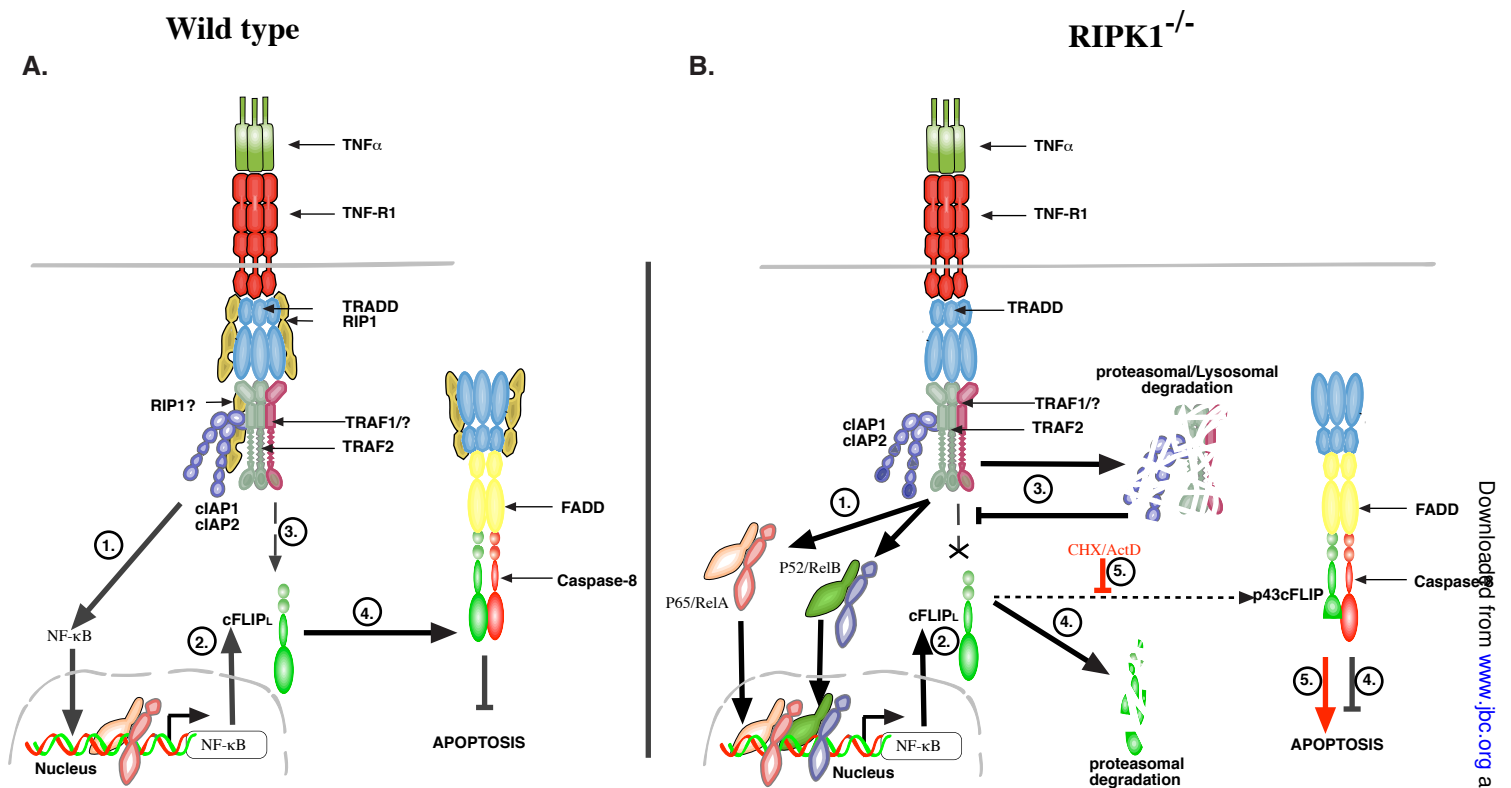 Wild type
A.
TNFα
TNF-R1
TRADD
RIP1
RIP1?
TRAF1/?
TRAF2
cIAP1
cIAP2
1.
3.
FADD
Caspase-8
NF-κB
2.
cFLIPL
4.
Nucleus
NF-κB
APOPTOSIS
RIPK1-/-
B.
TNFα
TNF-R1
TRADD
proteasomal/Lysosomal
degradation
cIAP1
cIAP2
TRAF1/?
TRAF2
3.
1.
FADD
P52/RelB
P65/RelA
CHX/ActD
5.
p43cFLIP
Caspase-8
cFLIPL
2.
4.
5.
4.
NF-κB
Nucleus
APOPTOSIS
proteasomal
degradation
Downloaded from www.jbc.org a